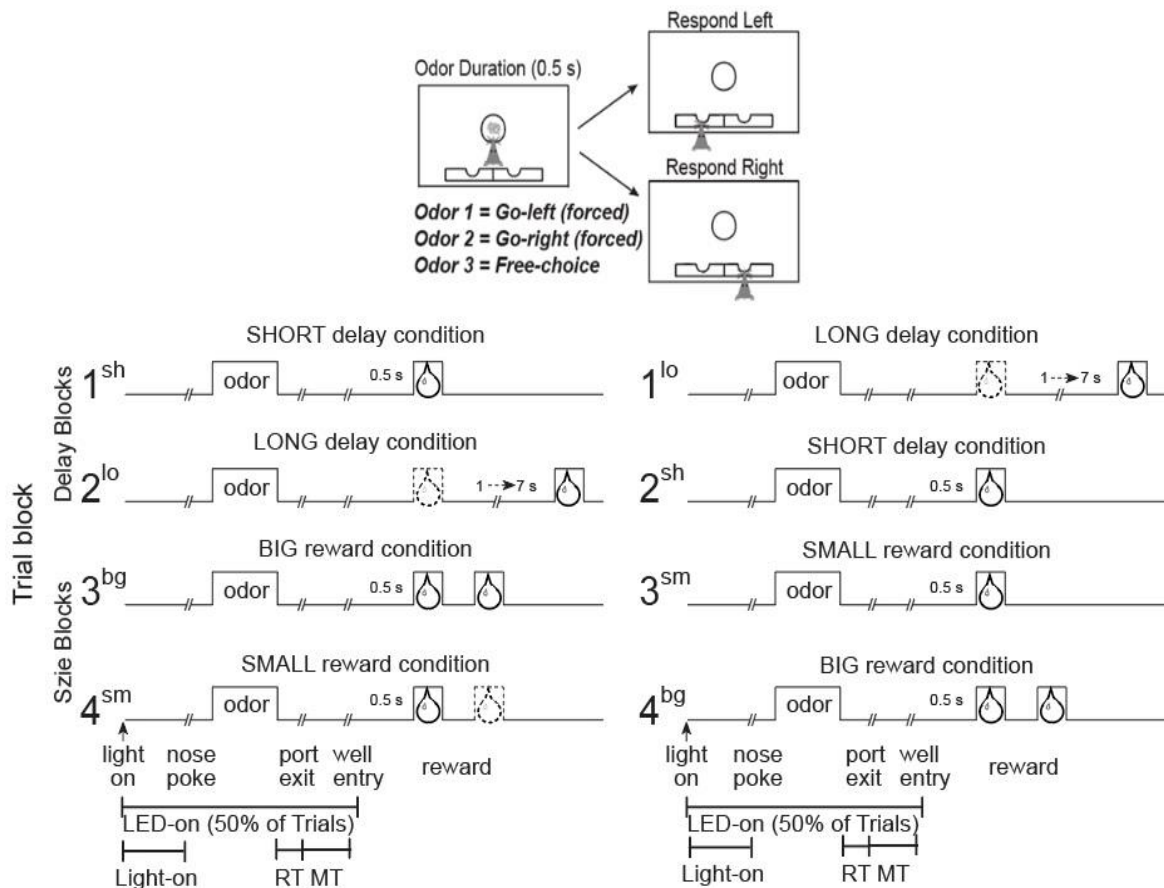 Respond Left
Odor Duration (0.5 s)
Respond Right
Odor 1 = Go-left (forced)
Odor 2 = Go-right (forced)
Odor 3 = Free-choice
Trial block
Delay Blocks
Szie Blocks
SHORT delay condition
1sh odor 0.5 s
LONG delay condition
1lo odor 1 7 s
LONG delay condition
2lo odor 1 7 s
SHORT delay condition
2sh odor 0.5 s
BIG reward condition
3bg odor 0.5 s
SMALL reward condition
3sm odor 0.5 s
SMALL reward condition
4sm odor 0.5 s
BIG reward condition
4bg odor 0.5 s
light nose port well
on poke exit entry reward
LED-on (50% of Trials)
Light-on RT MT
light nose port well
on poke exit entry reward
LED-on (50% of Trials)
Light-on RT MT